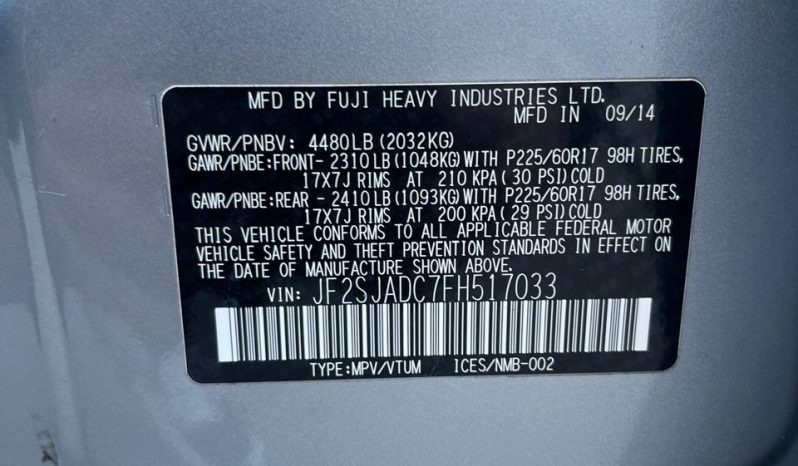 MFD BY FUJI HEAVY INDUSTRIES LTD.
MFD IN 09/14
GVWR/PNBV: 4480LB (2032KG)
GAWR/PNBE:FRONT- 2310LB (1048KG) WITH P225/60R17 98H TIRES,
17X7J RIMS AT 210 KPA (30 PSI) COLD
GAWR/PNBE:REAR - 2410LB (1093KG) WITH P225/60R17 98H TIRES,
17X7J RIMS AT 200 KPA (29 PSI) COLD
THIS VEHICLE CONFORMS TO ALL APPLICABLE FEDERAL MOTOR
VEHICLE SAFETY AND THEFT PREVENTION STANDARDS IN EFFECT ON
THE DATE OF MANUFACTURE SHOWN ABOVE.
VIN: JF2SJADC7FH517033
TYPE:MPV/VTUM ICES/NMB-002